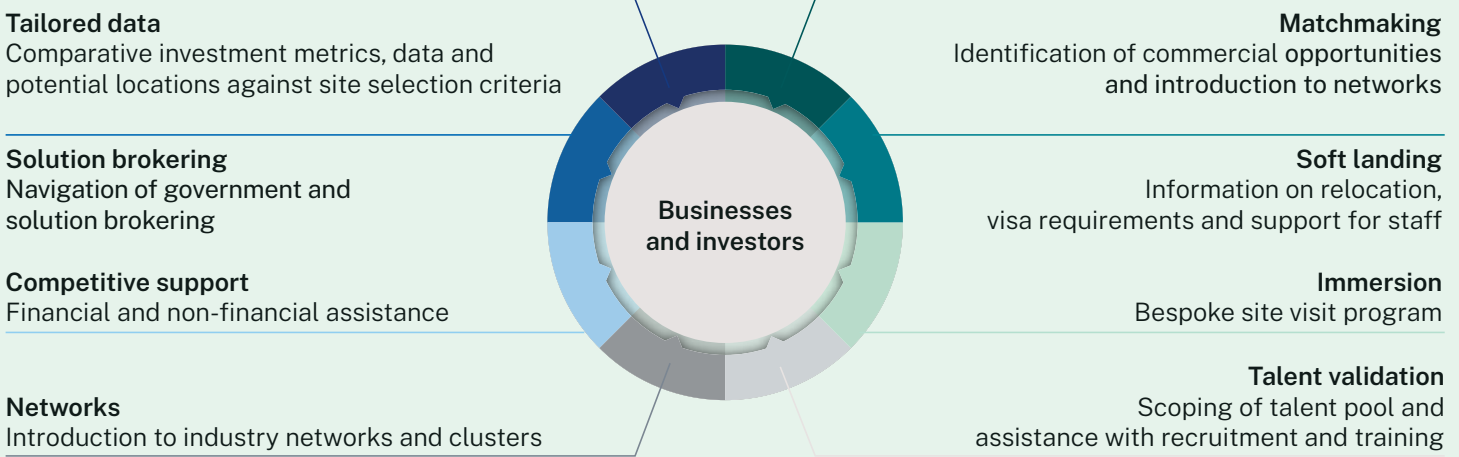 Tailored data
Comparative investment metrics, data and
potential locations against site selection criteria
Solution brokering
Navigation of government and
solution brokering
Competitive support
Financial and non-financial assistance
Networks
Introduction to industry networks and clusters
Businesses
and investors
Matchmaking
Identification of commercial opportunities
and introduction to networks
Soft landing
Information on relocation,
visa requirements and support for staff
Immersion
Bespoke site visit program
Talent validation
Scoping of talent pool and
assistance with recruitment and training